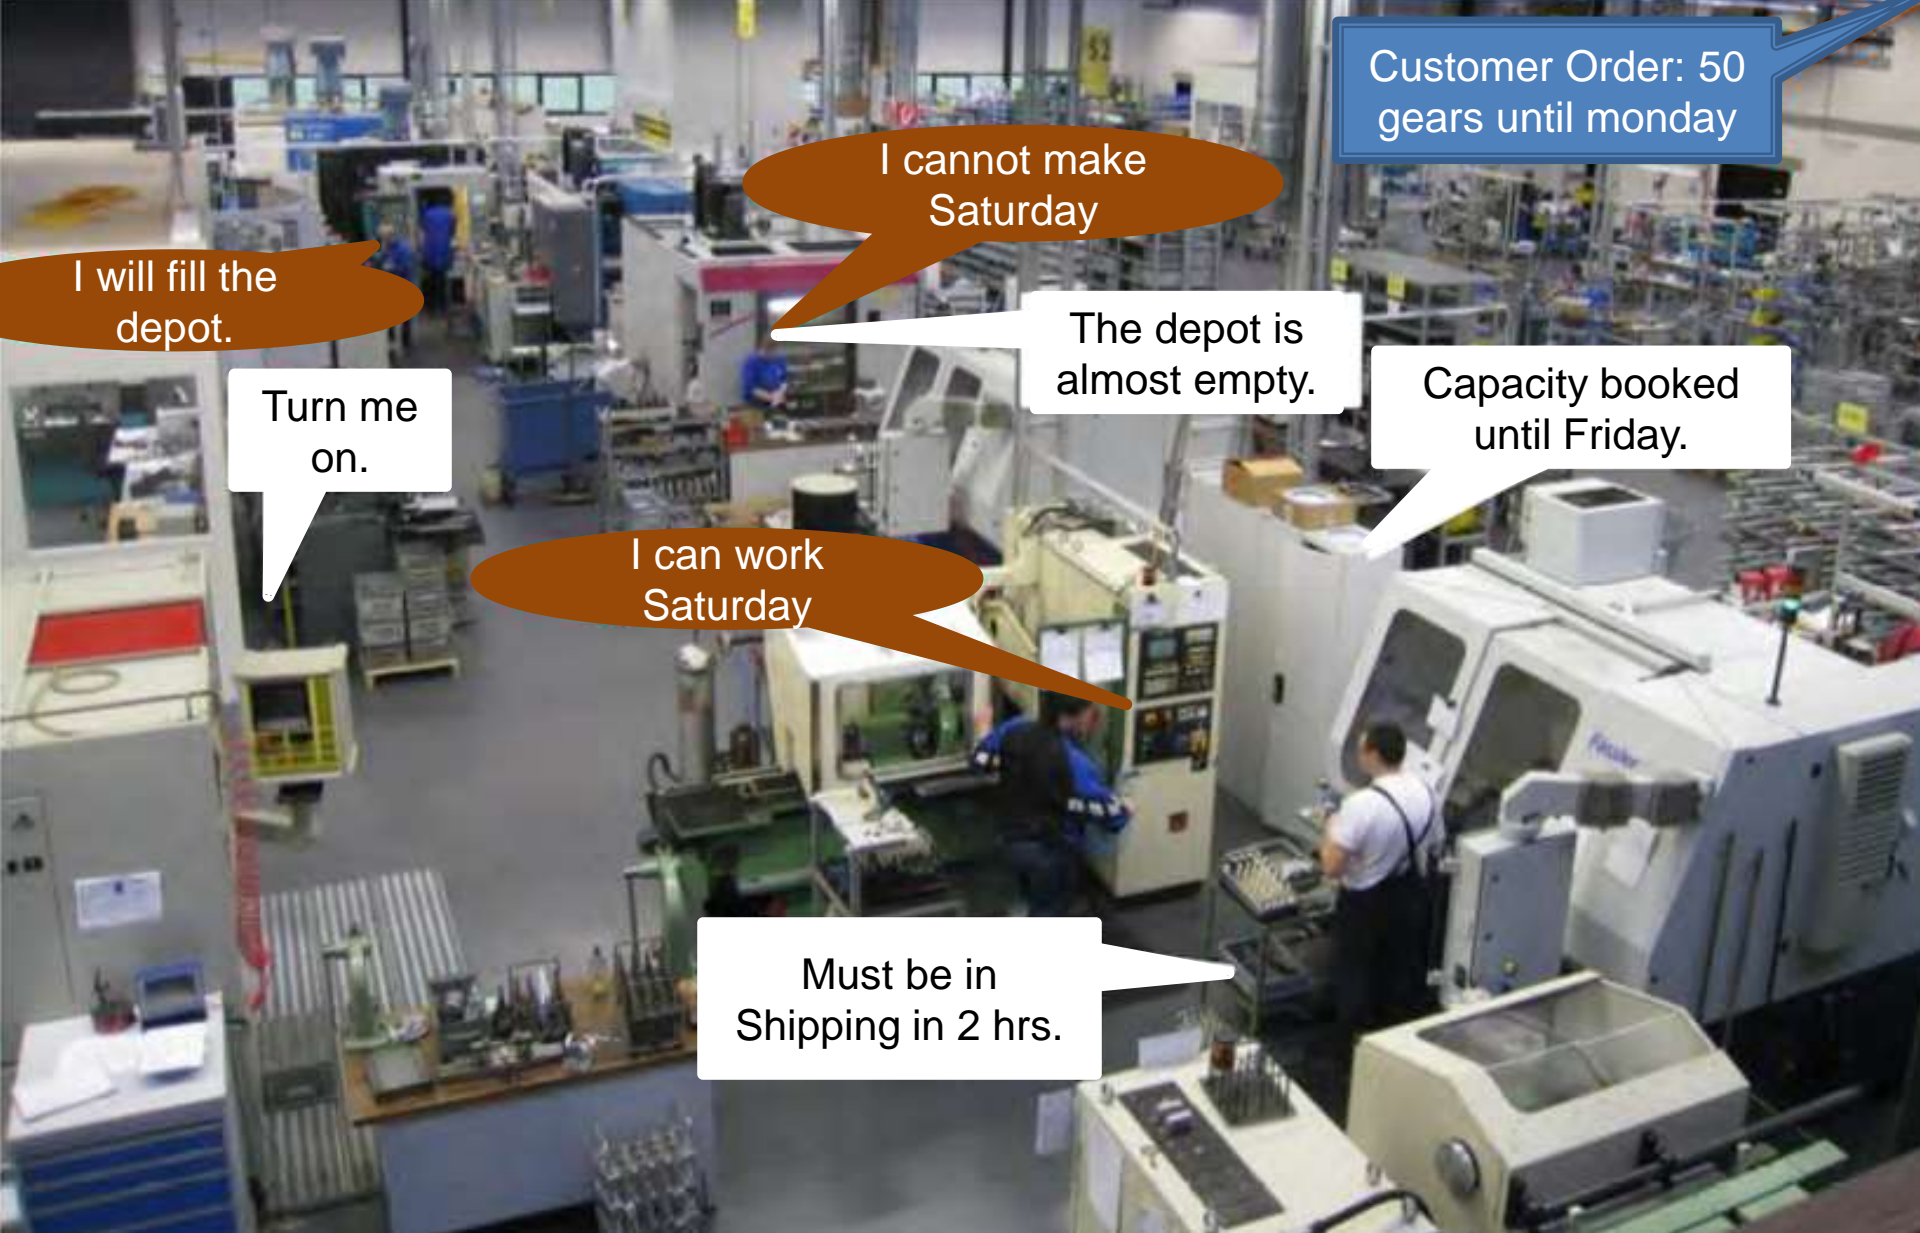 Customer Order: 50
gears until monday
52
I cannot make
Saturday
I will fill the
depot.
The depot is
almost empty.
Turn me
on.
Capacity booked
until Friday.
I can work
Saturday
Must be in
Shipping in 2 hrs.